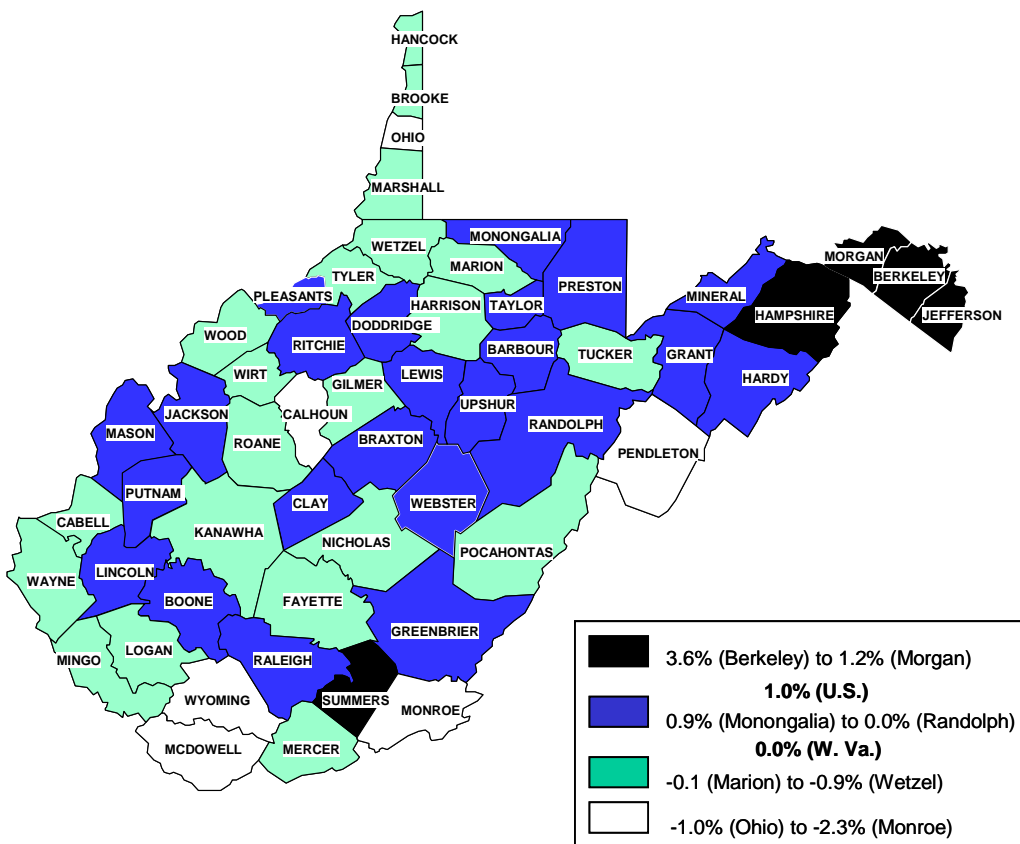 HANCOCK
BROOKE
OHIO
MARSHALL
WETZEL
MONONGALIA
MARION
TYLER
PRESTON
PLEASANTS
HARRISON
TAYLOR
DODDRIDGE
WOOD
RITCHIE
BARBOUR
TUCKER
MORGAN
BERKELEY
MINERAL
HAMPSHIRE
JEFFERSON
GRANT
HARDY
WIRT
GILMER
LEWIS
UPSHUR
JACKSON
CALHOUN
RANDOLPH
MASON
ROANE
BRAXTON
PENDLETON
PUTNAM
CLAY
WEBSTER
CABELL
KANAWHA
NICHOLAS
POCAHONTAS
WAYNE
LINCOLN
BOONE
FAYETTE
GREENBRIER
MINGO
LOGAN
RALEIGH
WYOMING
SUMMERS
MONROE
MCDOWELL
MERCER
3.6% (Berkeley) to 1.2% (Morgan)
1.0% (U.S.)
0.9% (Monongalia) to 0.0% (Randolph)
0.0% (W. Va.)
-0.1 (Marion) to -0.9% (Wetzel)
-1.0% (Ohio) to -2.3% (Monroe)